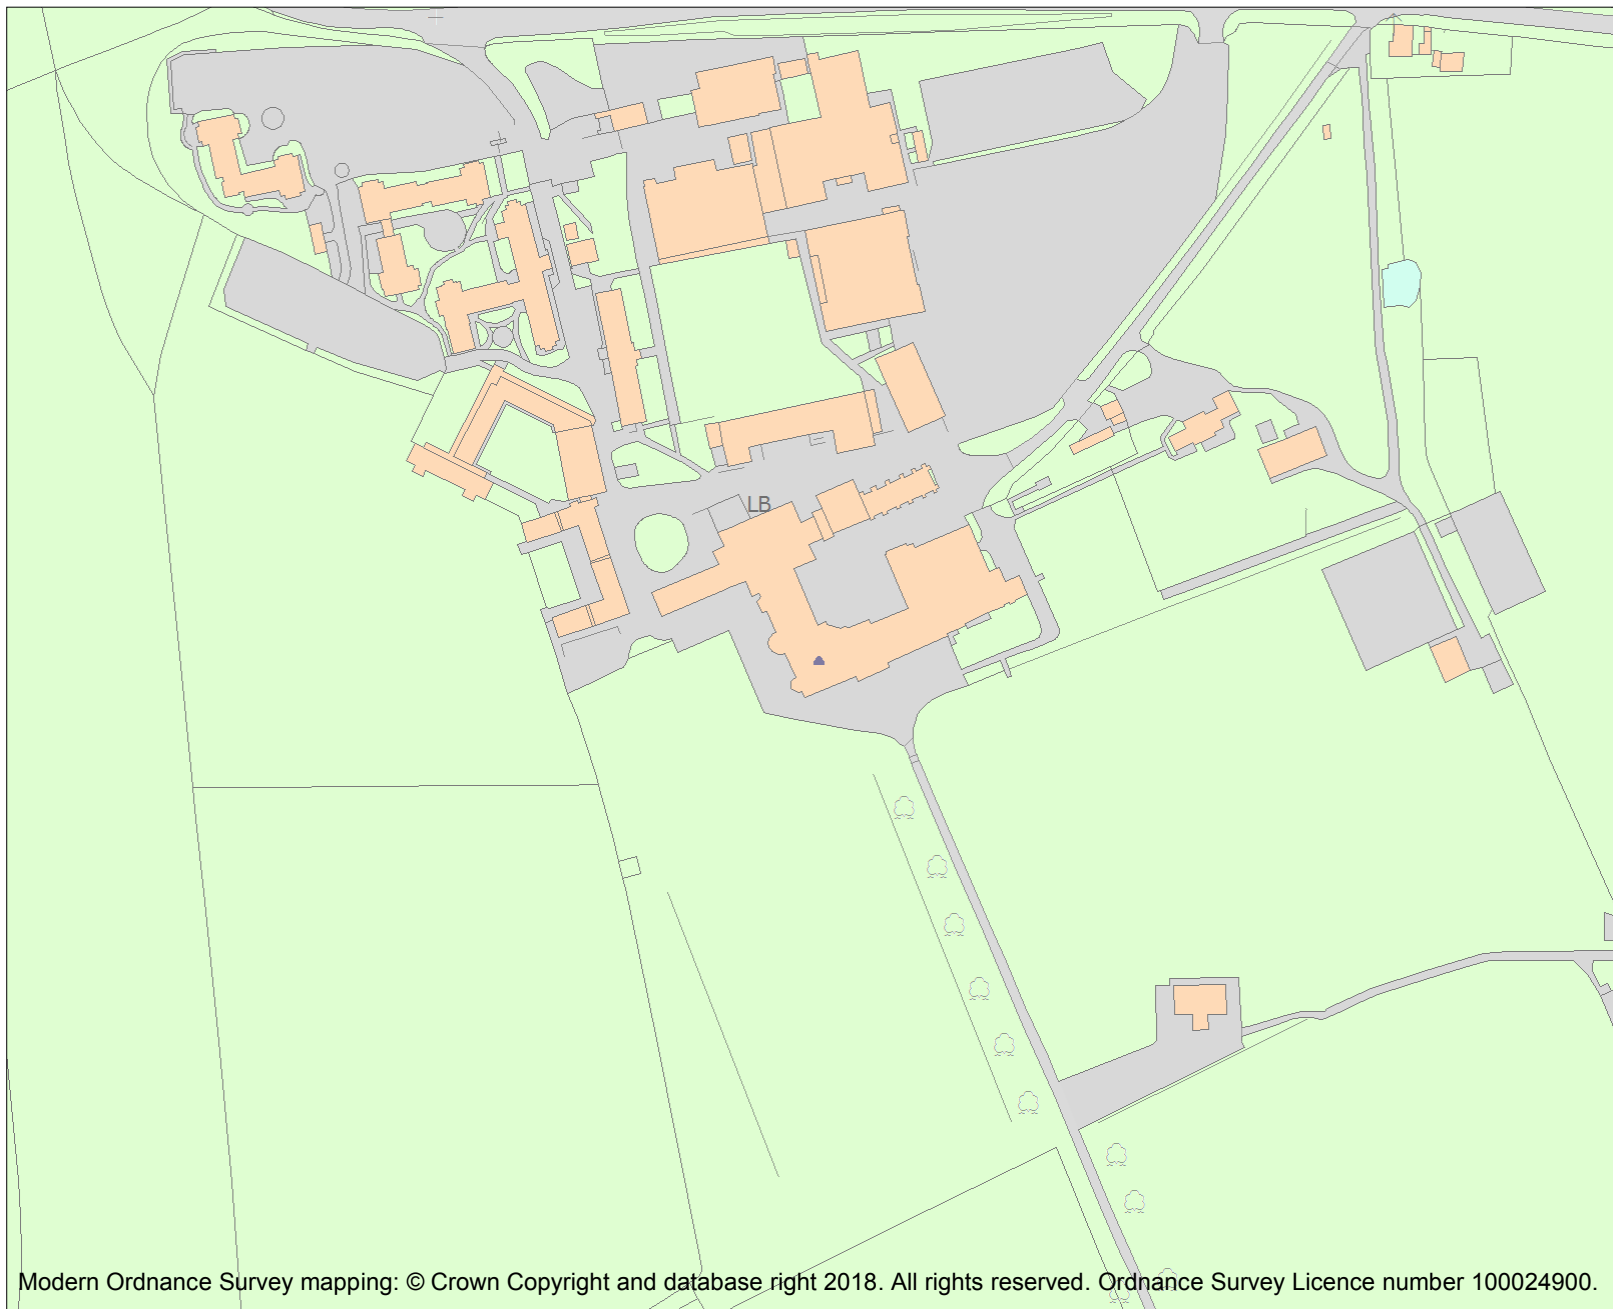 LB
Modern Ordnance Survey mapping: © Crown Copyright and database right 2018. All rights reserved. Ordnance Survey Licence number 100024900.